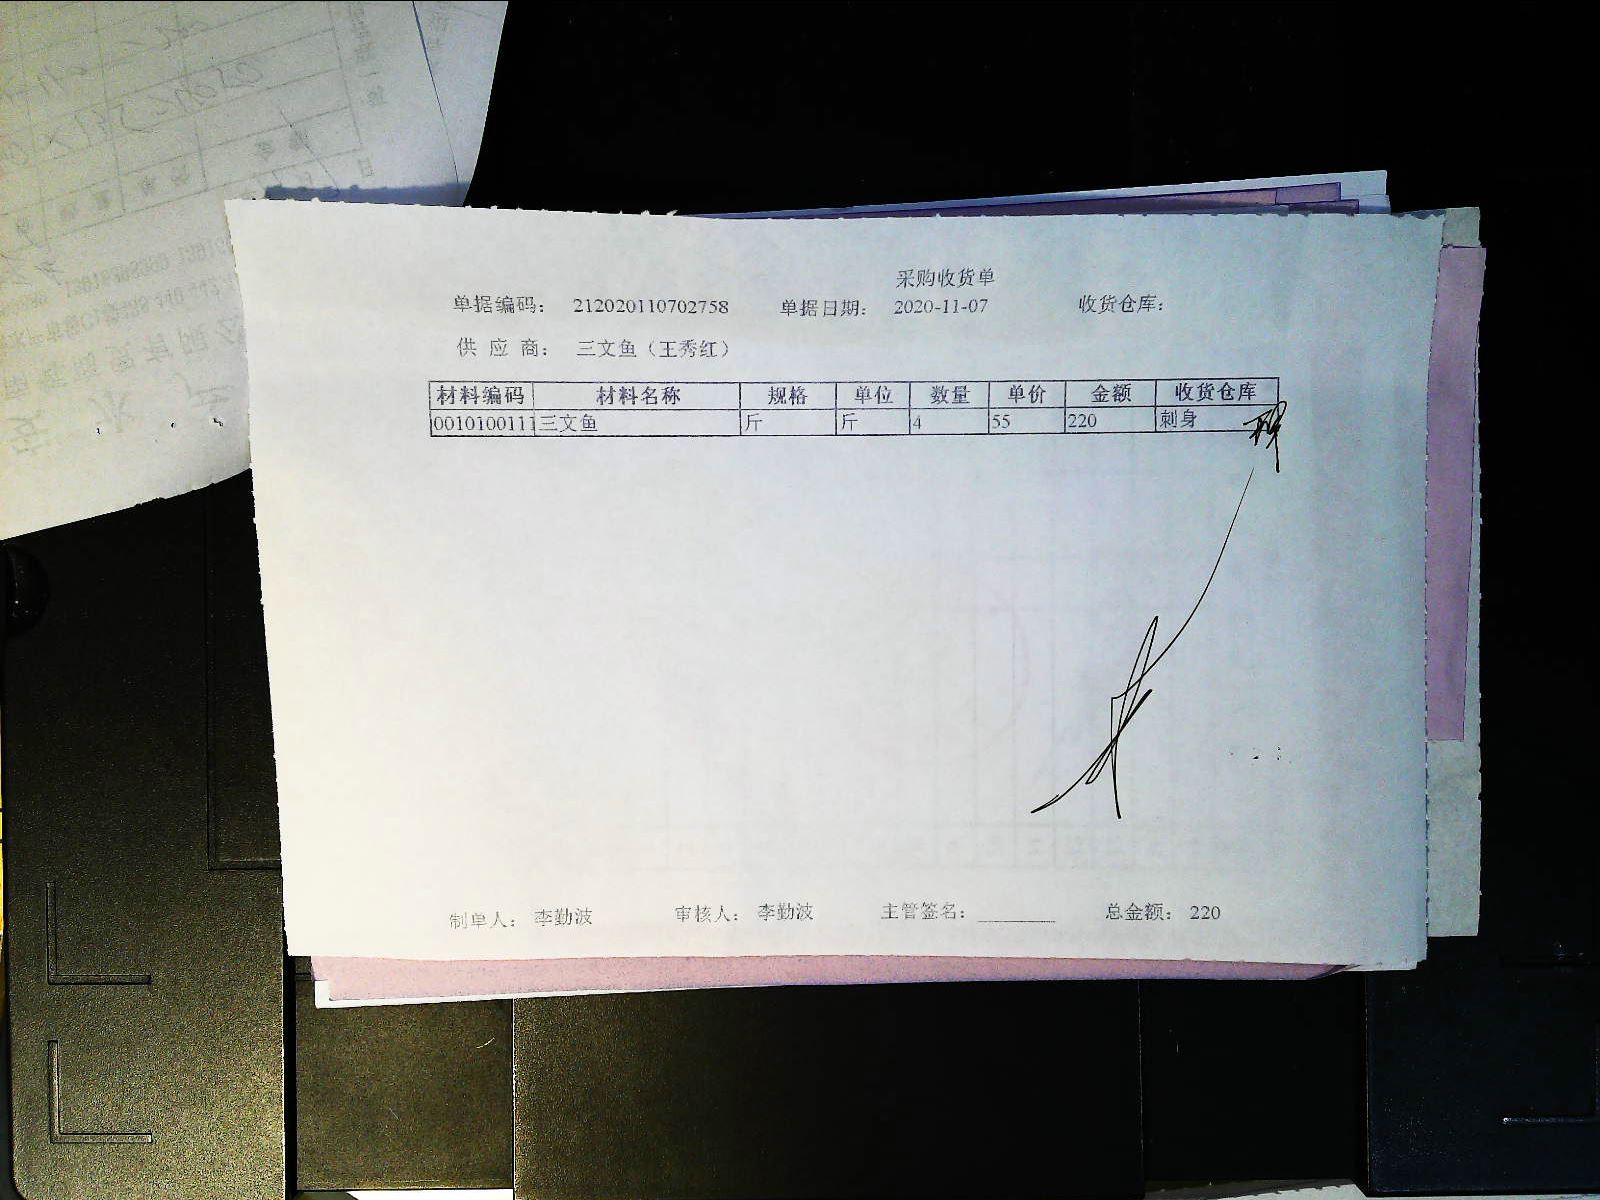 采购收货单
单据编码： 212020110702758 单据日期： 2020-11-07 收货仓库：
供 应 商： 三文鱼（王秀红）
材料编码 材料名称 规格 单位 数量 单价 金额 收货仓库
0010100111 三文鱼 斤 斤 4 55 220 刺身
制单人： 李勤波 审核人： 李勤波 主管签名： 总金额： 220